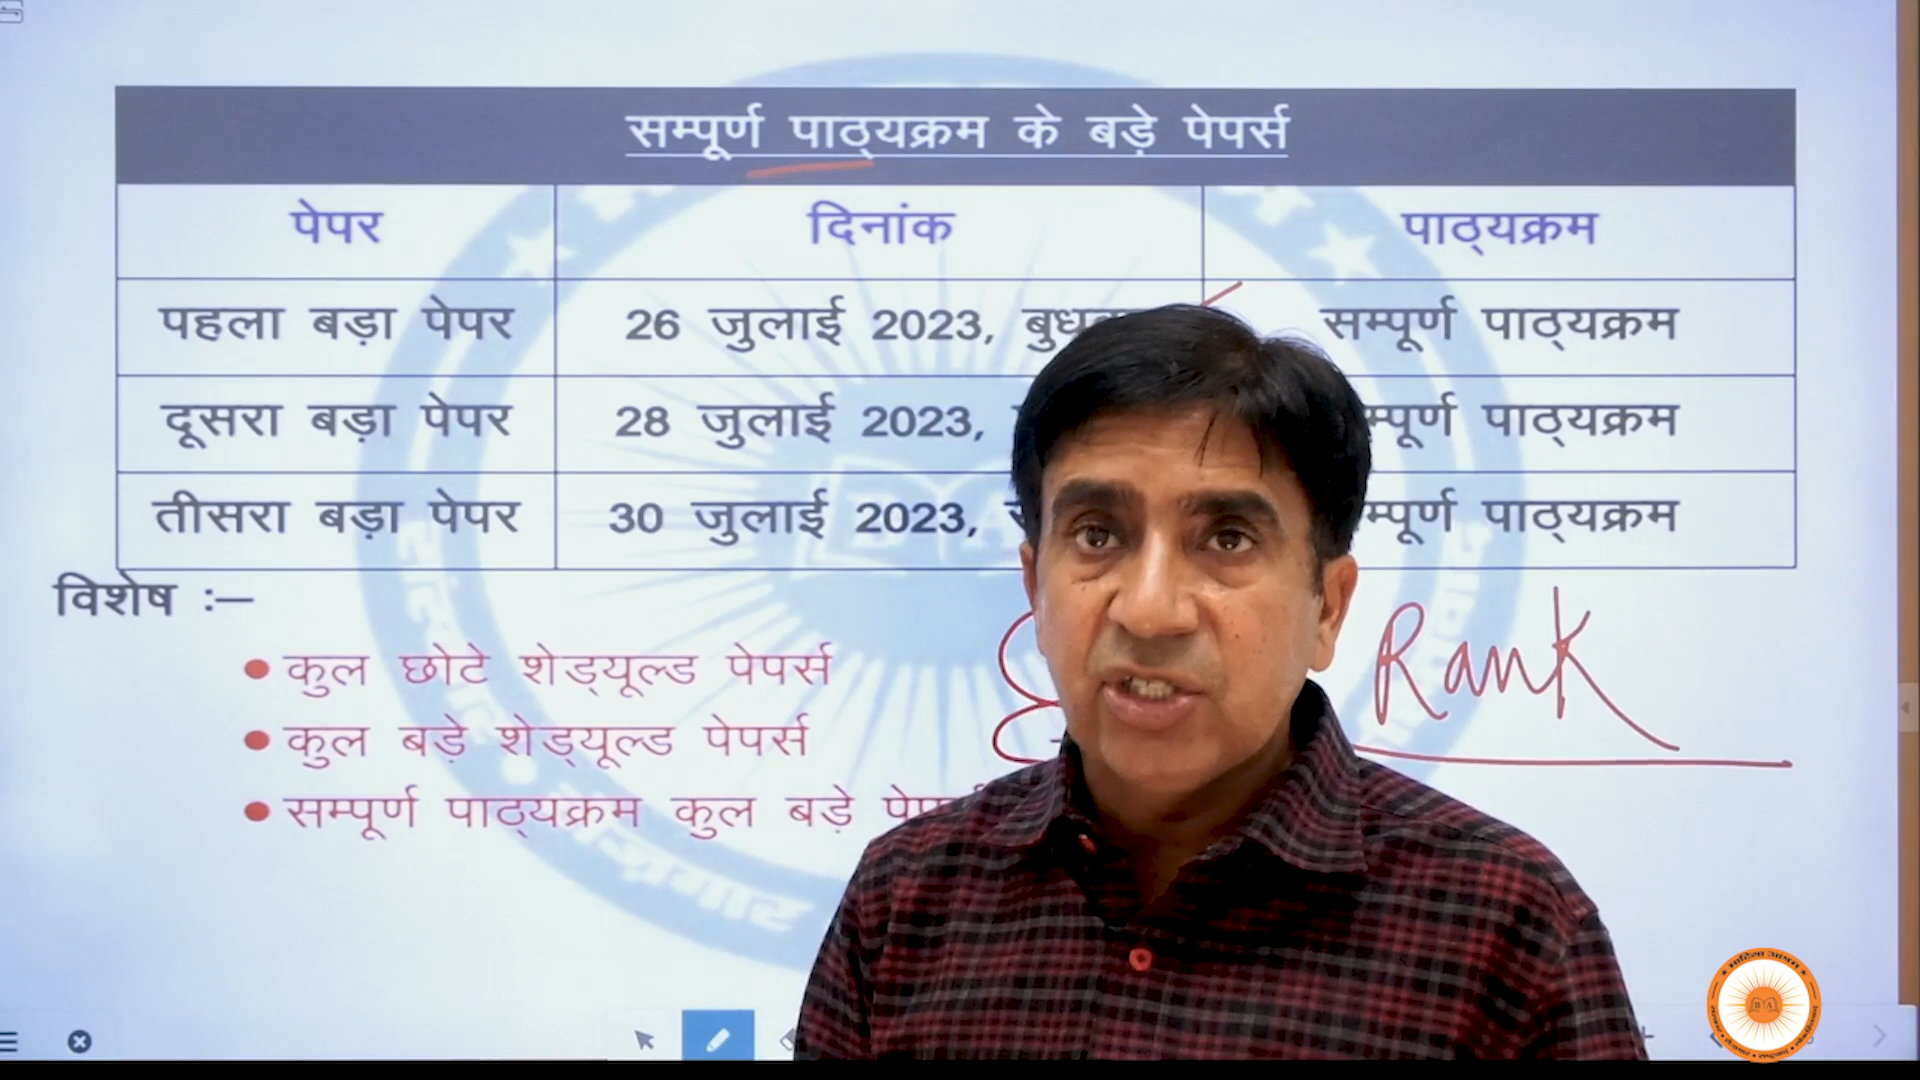 सम्पूर्ण पाठ्यक्रम के बड़े पेपर्स
पेपर दिनांक पाठ्यक्रम
पहला बड़ा पेपर 26 जुलाई 2023, सम्पूर्ण पाठ्यक्रम
दूसरा बड़ा पेपर 28 जुलाई 2023, पाठ्यक्रम
तीसरा बड़ा पेपर 30 जुलाई 2023, पाठ्यक्रम
विशेष :–
• कुल छोटे शेड्यूल्ड पेपर्स
• कुल बड़े शेड्यूल्ड पेपर्स
• सम्पूर्ण पाठ्यक्रम कुल बड़े
Rank